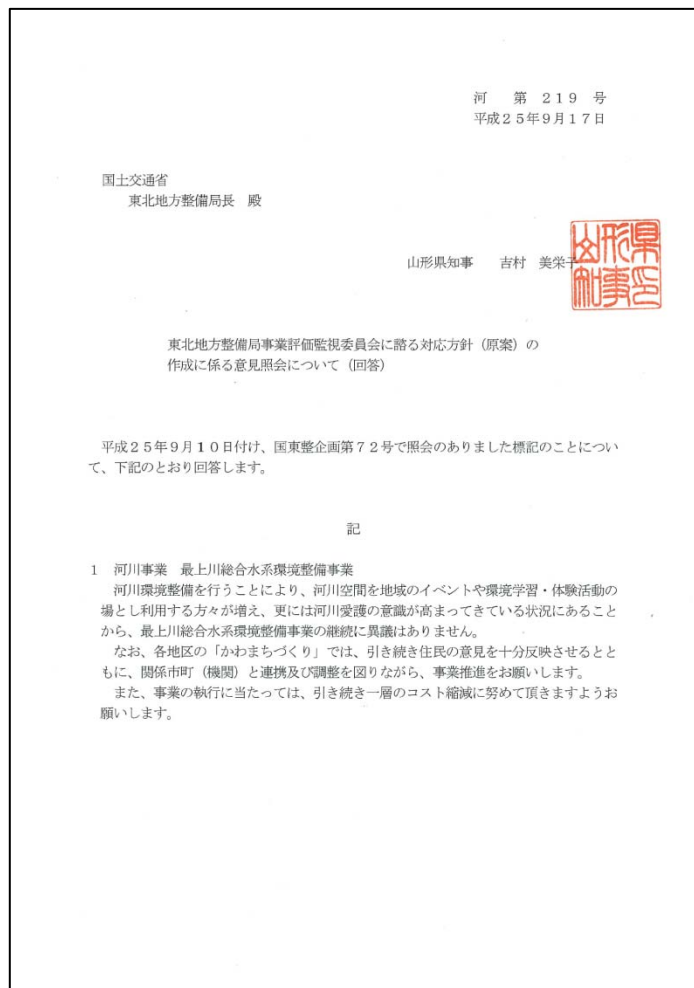 河　第　２１９　号
平成２５年９月１７日
国土交通省
東北地方整備局長　殿
山形県知事　吉村　美栄子
山形県知事印
東北地方整備局事業評価監視委員会に諮る対応方針（原案）の
作成に係る意見照会について（回答）
平成２５年９月１０日付け、国東整企画第７２号で照会のありました標記のことについ
て、下記のとおり回答します。
記
１　河川事業　最上川総合水系環境整備事業
河川環境整備を行うことにより、河川空間を地域のイベントや環境学習・体験活動の
場とし利用する方々が増え、更には河川愛護の意識が高まってきている状況にあること
から、最上川総合水系環境整備事業の継続に異議はありません。
なお、各地区の「かわまちづくり」では、引き続き住民の意見を十分反映させるとと
もに、関係市町（機関）と連携及び調整を図りながら、事業推進をお願いします。
また、事業の執行に当たっては、引き続き一層のコスト縮減に努めて頂きますようお
願いします。